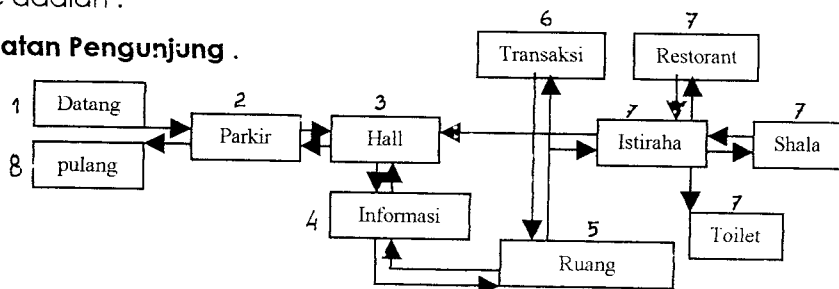 e adalah .
atan Pengunjung .
6
Transaksi
7
Restorant
1
Datang
2
Parkir
3
Hall
7
Istiraha
7
Shala
8
pulang
4
Informasi
5
Ruang
7
Toilet